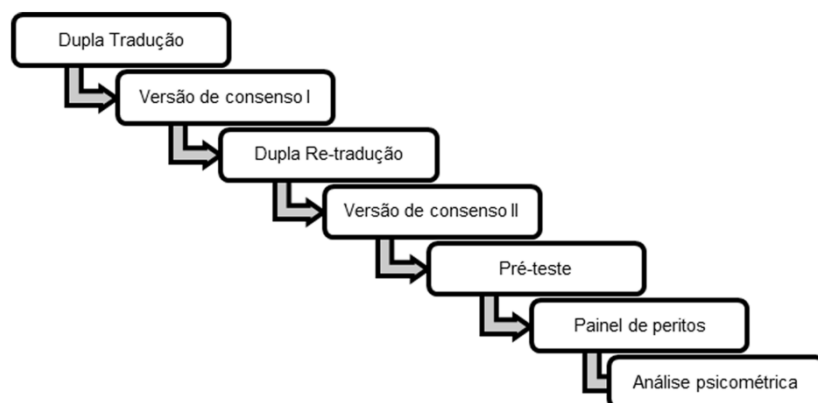 Dupla Tradução
Versão de consenso I
Dupla Re-tradução
Versão de consenso II
Pré-teste
Painel de peritos
Análise psicométrica